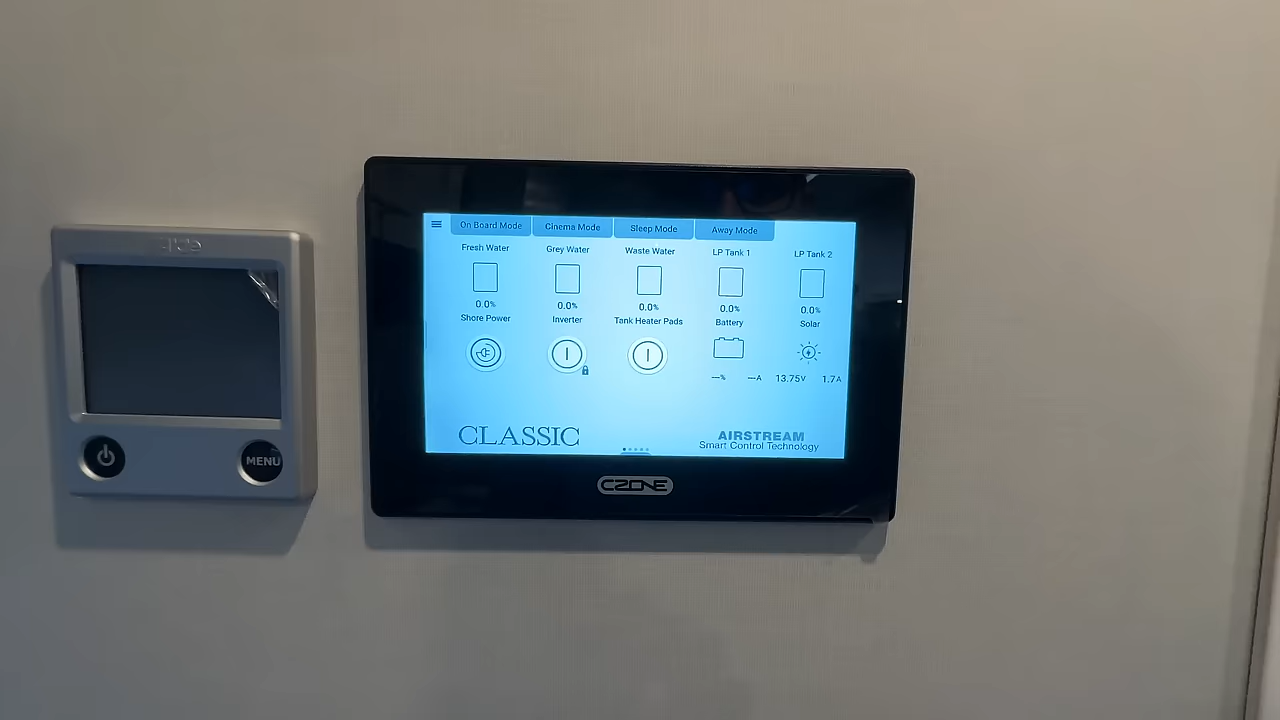 Alde
On Board Mode Cinema Mode Sleep Mode Away Mode
Fresh Water Grey Water Waste Water LP Tank 1 LP Tank 2
0.0% 0.0% 0.0% 0.0% 0.0%
Shore Power Inverter Tank Heater Pads Battery Solar
—% —A 13.75V 1.7A
CLASSIC
AIRSTREAM
Smart Control Technology
MENU
CZONE